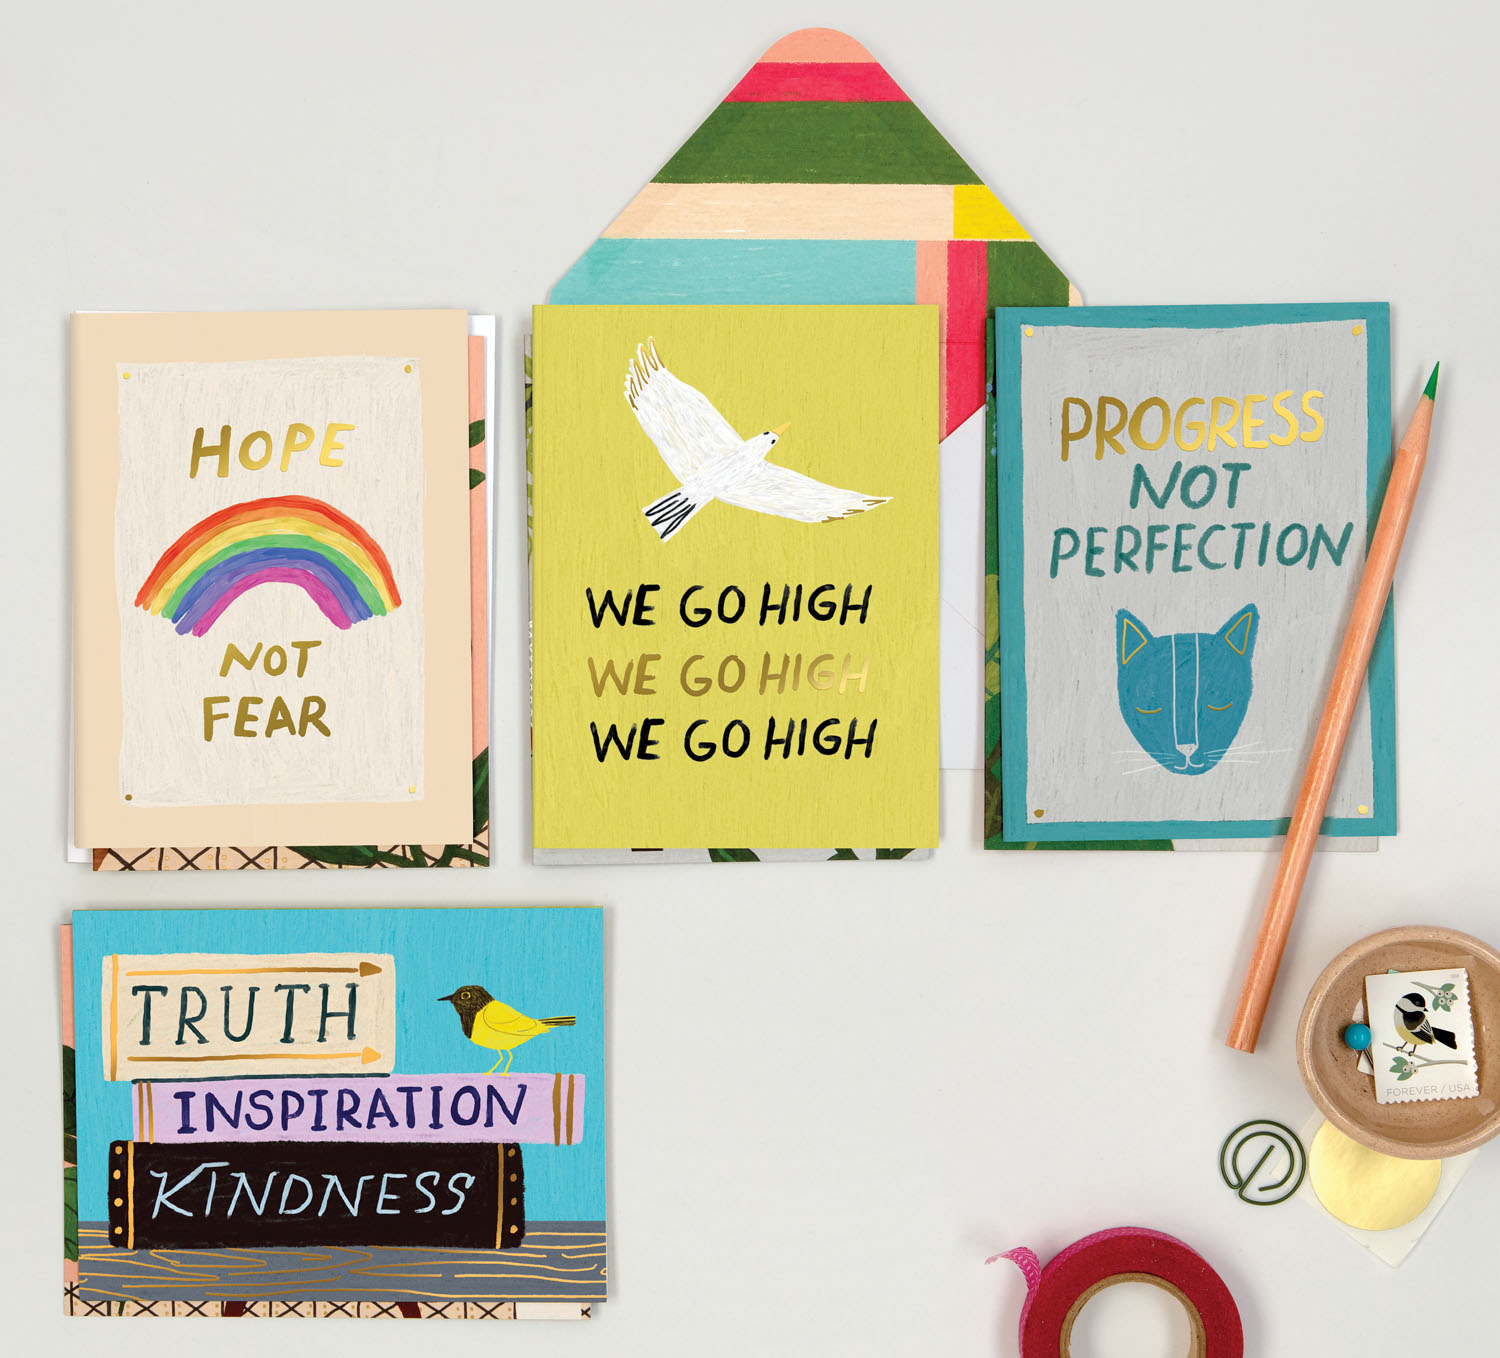 HOPE
NOT
FEAR
WE GO HIGH
WE GO HIGH
WE GO HIGH
PROGRESS
NOT
PERFECTION
TRUTH
INSPIRATION
KINDNESS
FOREVER / USA